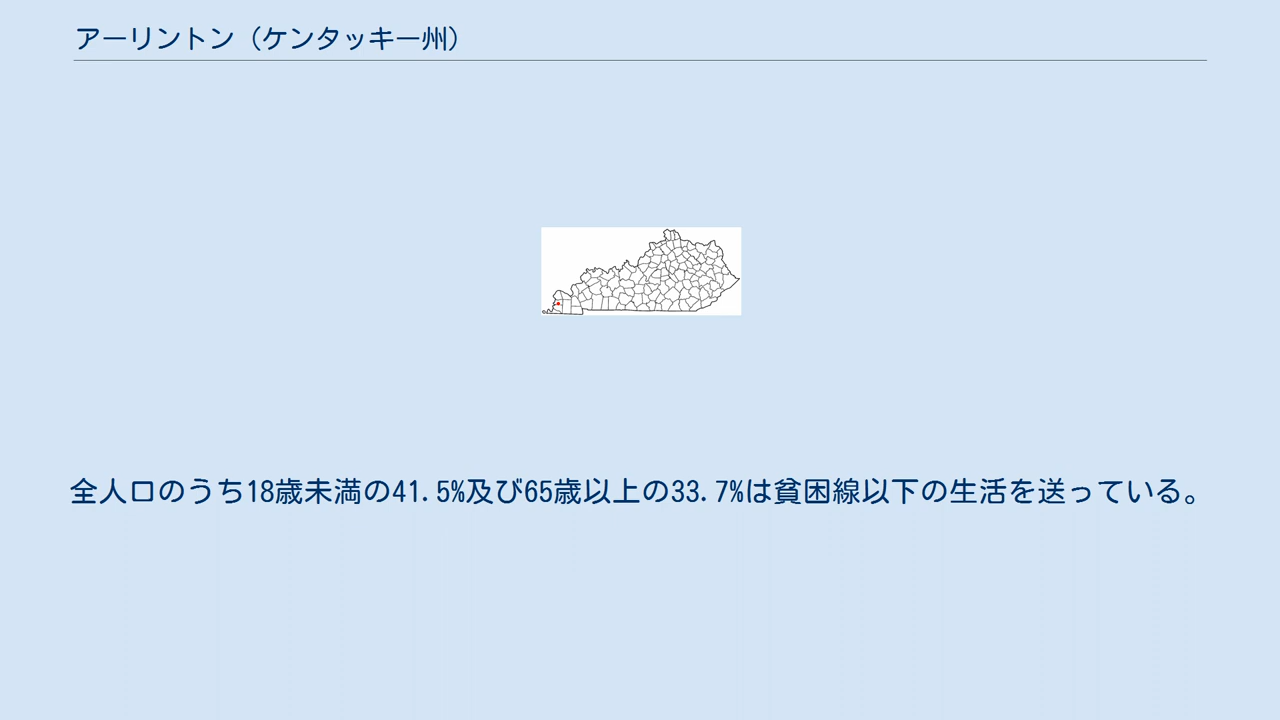 アーリントン（ケンタッキー州）
全人口のうち18歳未満の41.5%及び65歳以上の33.7%は貧困線以下の生活を送っている。